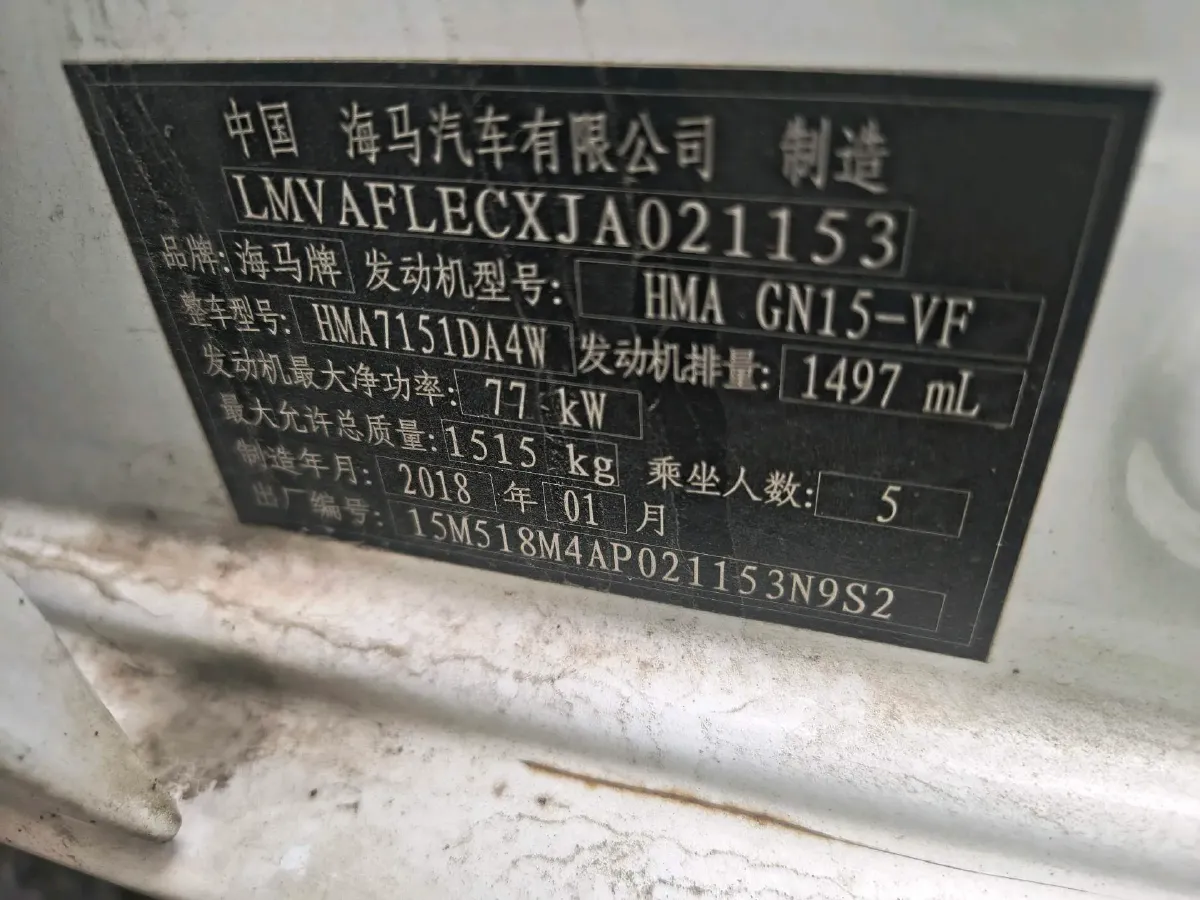 中国 海马汽车有限公司 制造
LMVAFLECXJA021153
品牌: 海马牌 发动机型号: HMA GN15-VF
整车型号: HMA7151DA4W 发动机排量: 1497 mL
发动机最大净功率: 77 kW
最大允许总质量: 1515 kg 乘坐人数: 5
制造年月: 2018 年 01 月
出厂编号: 15M518M4AP021153N9S2